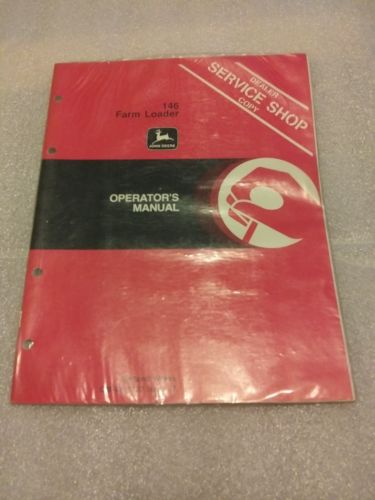 DEALER
SERVICE SHOP
COPY
146
Farm Loader
JOHN DEERE
OPERATOR'S
MANUAL